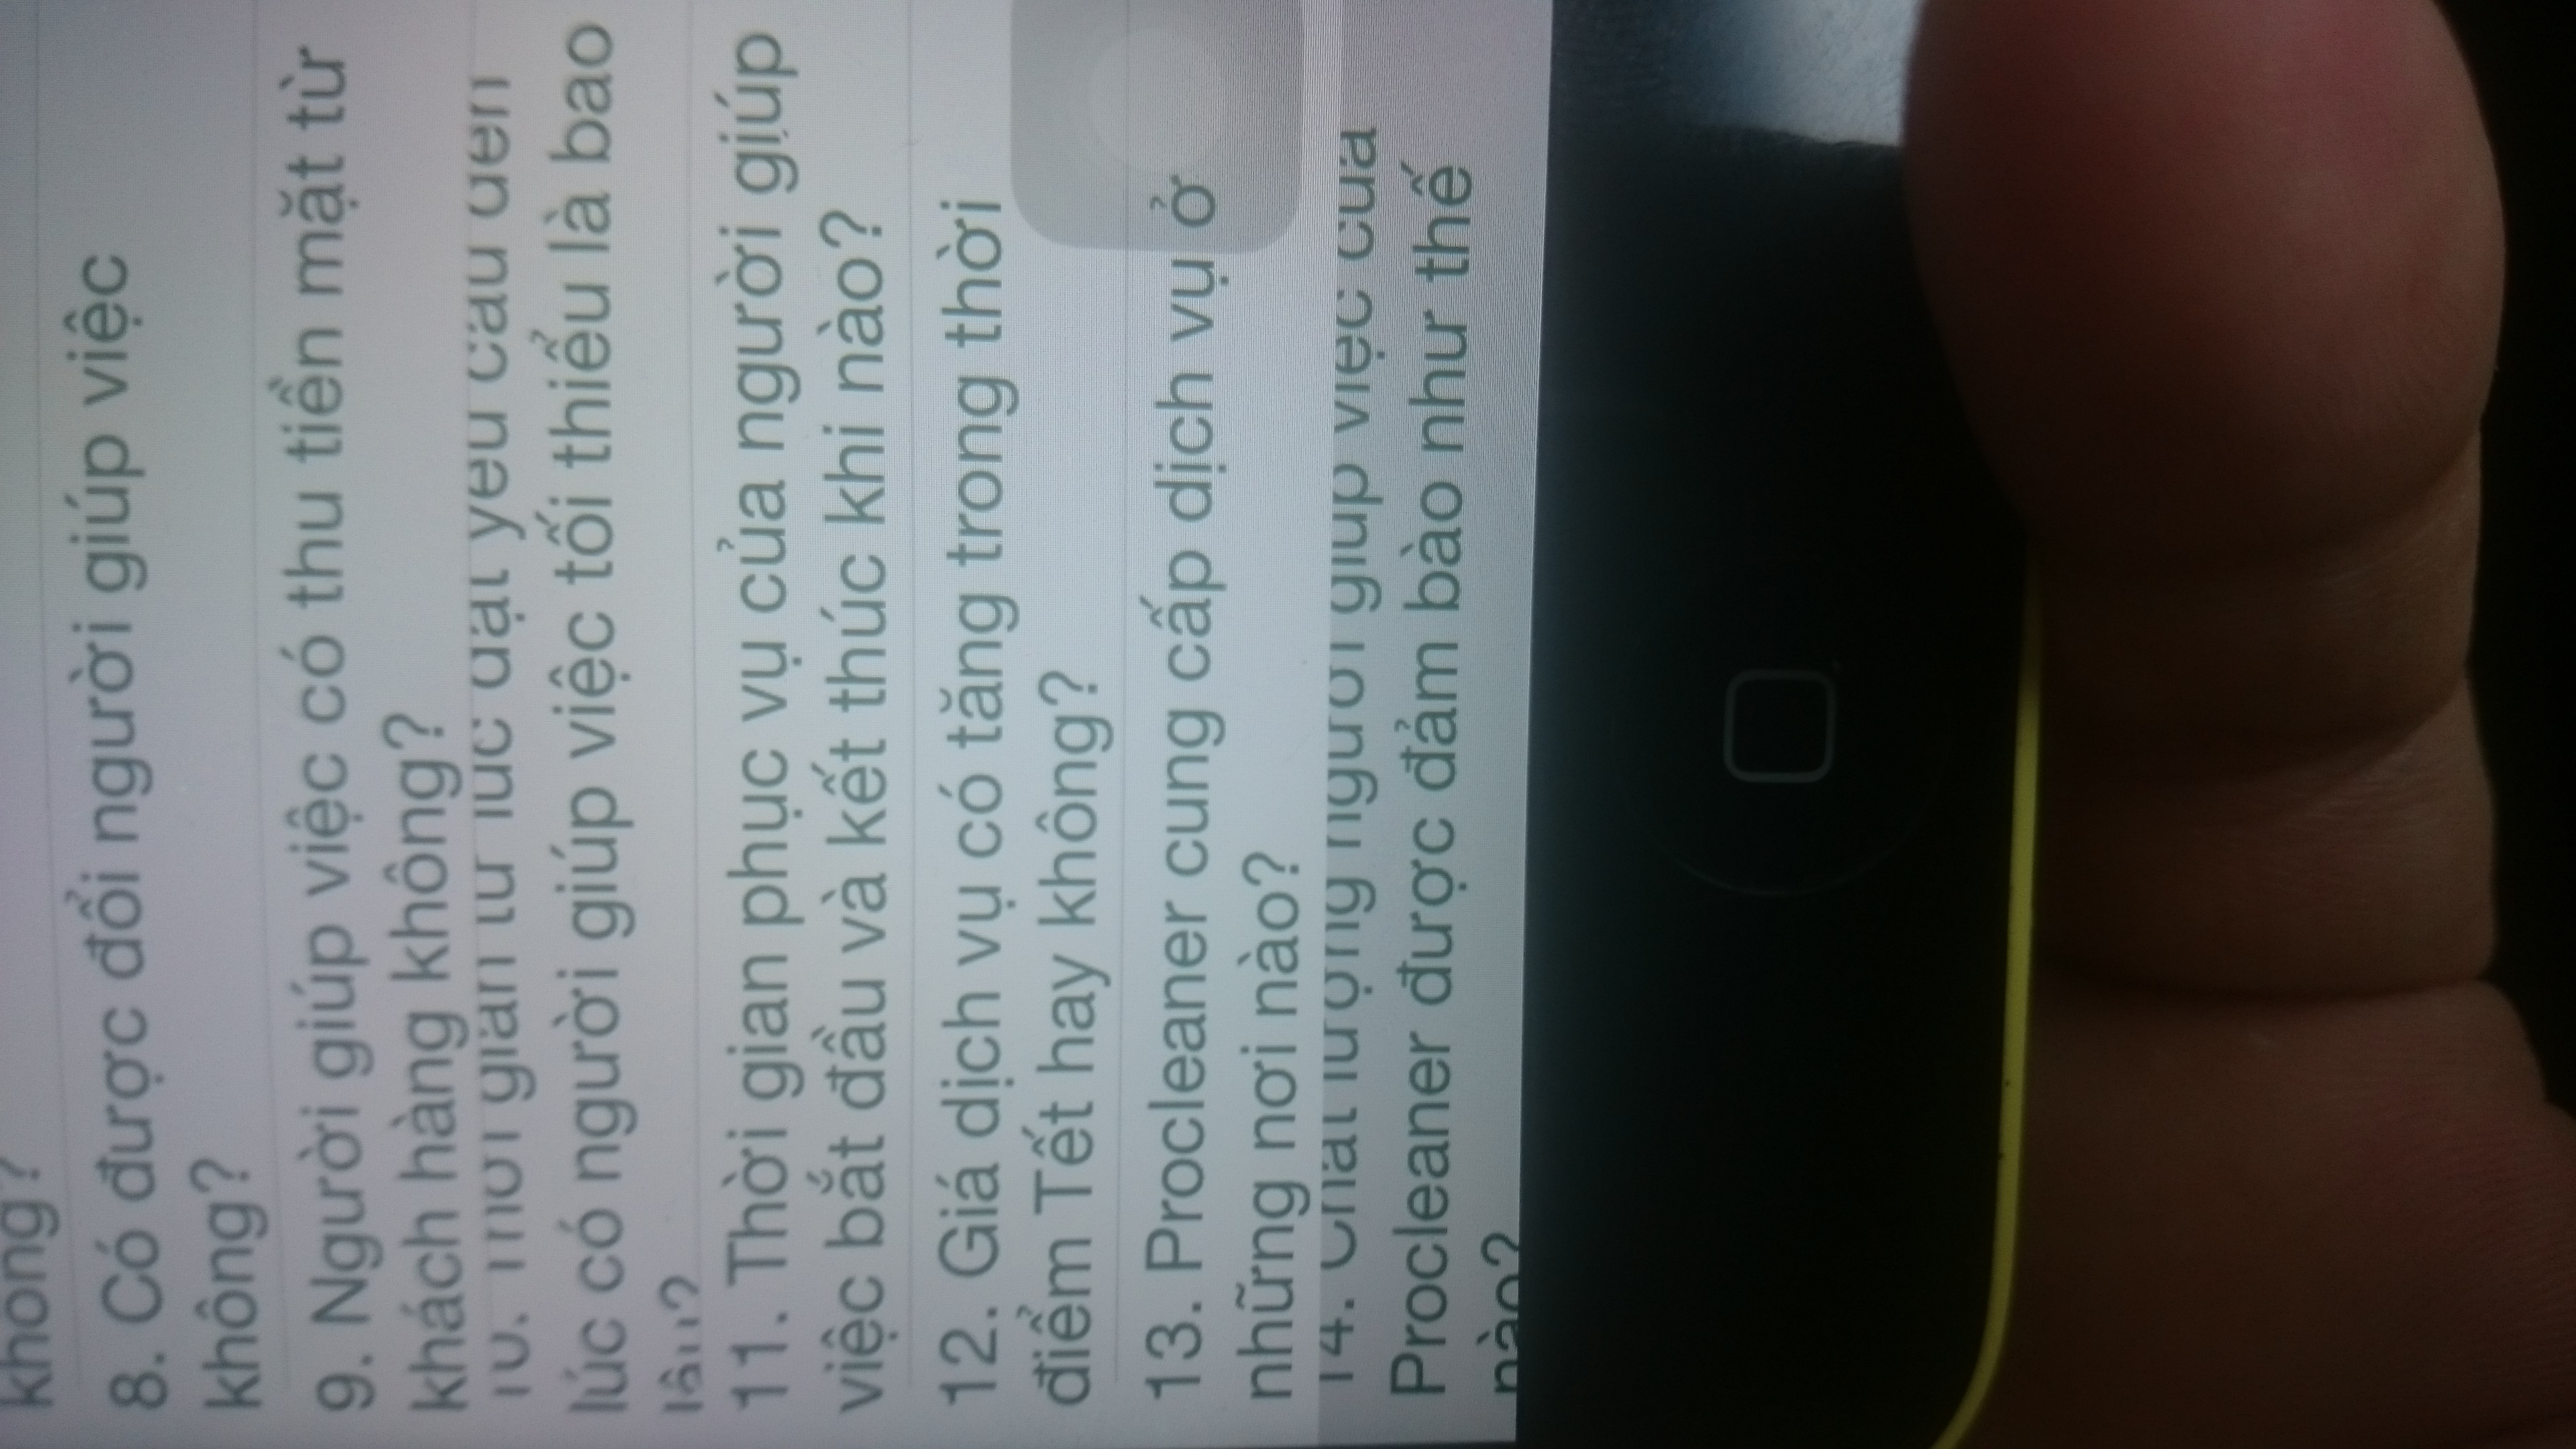 không?
8. Có được đổi người giúp việc
không?
9. Người giúp việc có thu tiền mặt từ
khách hàng không?
10. Thời gian từ lúc đặt yêu cầu đến
lúc có người giúp việc tối thiểu là bao
lâu?
11. Thời gian phục vụ của người giúp
việc bắt đầu và kết thúc khi nào?
12. Giá dịch vụ có tăng trong thời
điểm Tết hay không?
13. Procleaner cung cấp dịch vụ ở
những nơi nào?
14. Chất lượng người giúp việc của
Procleaner được đảm bào như thế
nào?